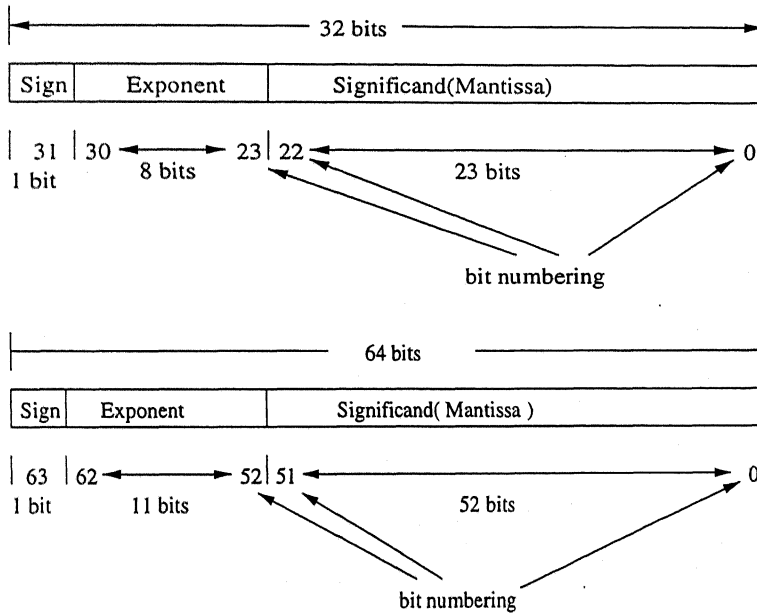 32 bits
Sign Exponent Significand(Mantissa)
31 30 23 22 0
1 bit 8 bits 23 bits
bit numbering
64 bits
Sign Exponent Significand( Mantissa )
63 62 52 51 0
1 bit 11 bits 52 bits
bit numbering